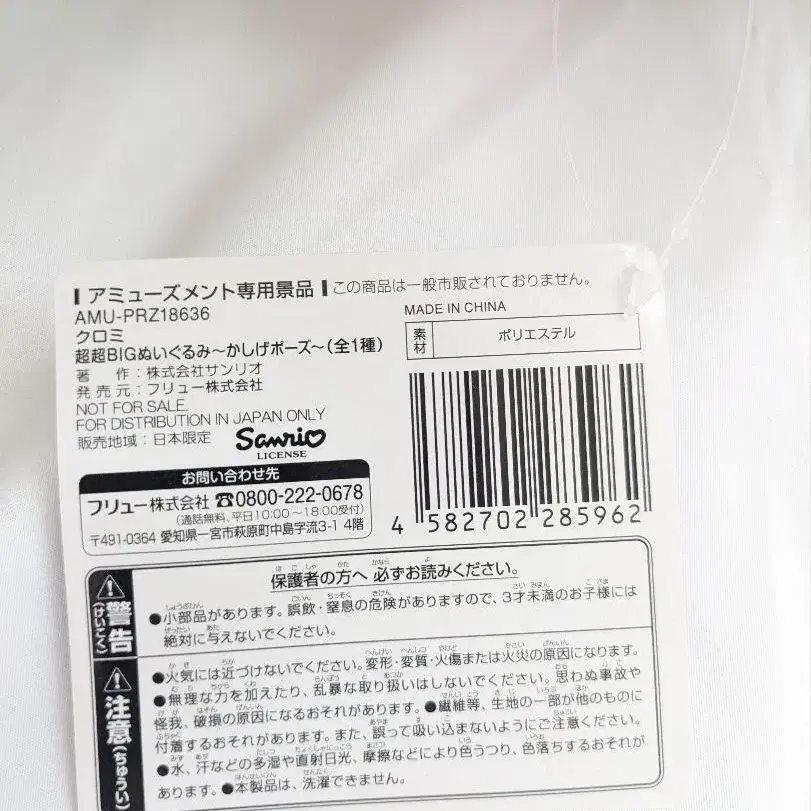 アミューズメント専用景品 この商品は一般市販されておりません。
AMU-PRZ18636
クロミ
超超BIGぬいぐるみ～かしげポーズ～(全1種)
著 作:株式会社サンリオ
発 売 元:フリュー株式会社
NOT FOR SALE.
FOR DISTRIBUTION IN JAPAN ONLY
販売地域:日本限定
Sanrio
LICENSE
MADE IN CHINA
素材 ポリエステル
4 582702 285962
お問い合わせ先
フリュー株式会社 ☎0800-222-0678
(通話無料、平日10:00～18:00受付)
〒491-0364 愛知県一宮市萩原町中島字流3-1 4階
警告(けいこく)
保護者の方へ 必ずお読みください。
●小部品があります。誤飲・窒息の危険がありますので、3才未満のお子様には
絶対に与えないでください。
注意(ちゅうい)
●火気には近づけないでください。変形・変質・火傷または火災の原因になります。
●無理な力を加えたり、乱暴な取り扱いはしないでください。思わぬ事故や
怪我、破損の原因になるおそれがあります。●繊維等、生地の一部が他のものに
付着するおそれがあります。また、誤って吸い込まないようにご注意ください。
●水、汗などの多湿や直射日光、摩擦などにより色うつり、色落ちするおそれが
あります。●本製品は、洗濯できません。